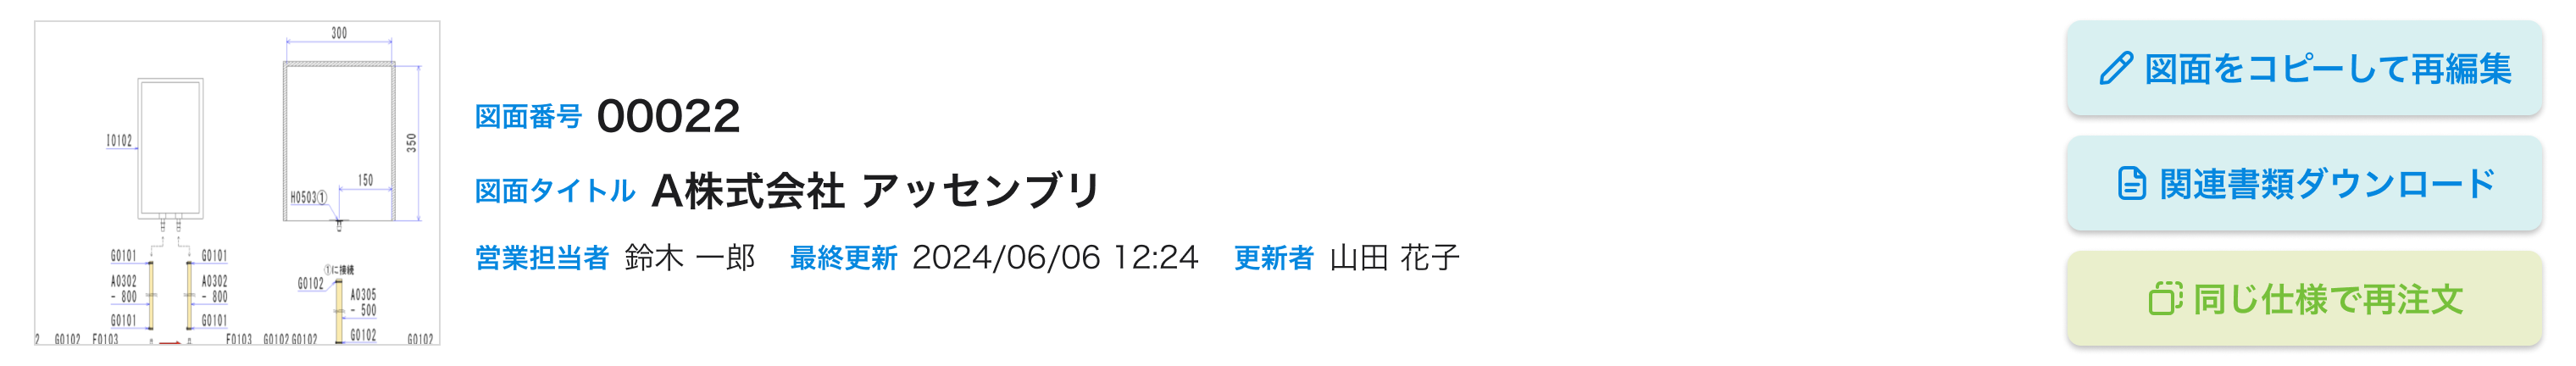 300
I0102
350
150
H0503①
G0101 G0101
①に接続
A0302 - 800 A0302 - 800
G0102
A0305 - 500
G0101 G0101
G0102
2 G0102 F0103 F0103 G0102 G0102 G0102
図面番号 00022
図面タイトル A株式会社 アッセンブリ
営業担当者 鈴木 一郎 最終更新 2024/06/06 12:24 更新者 山田 花子
図面をコピーして再編集
関連書類ダウンロード
同じ仕様で再注文